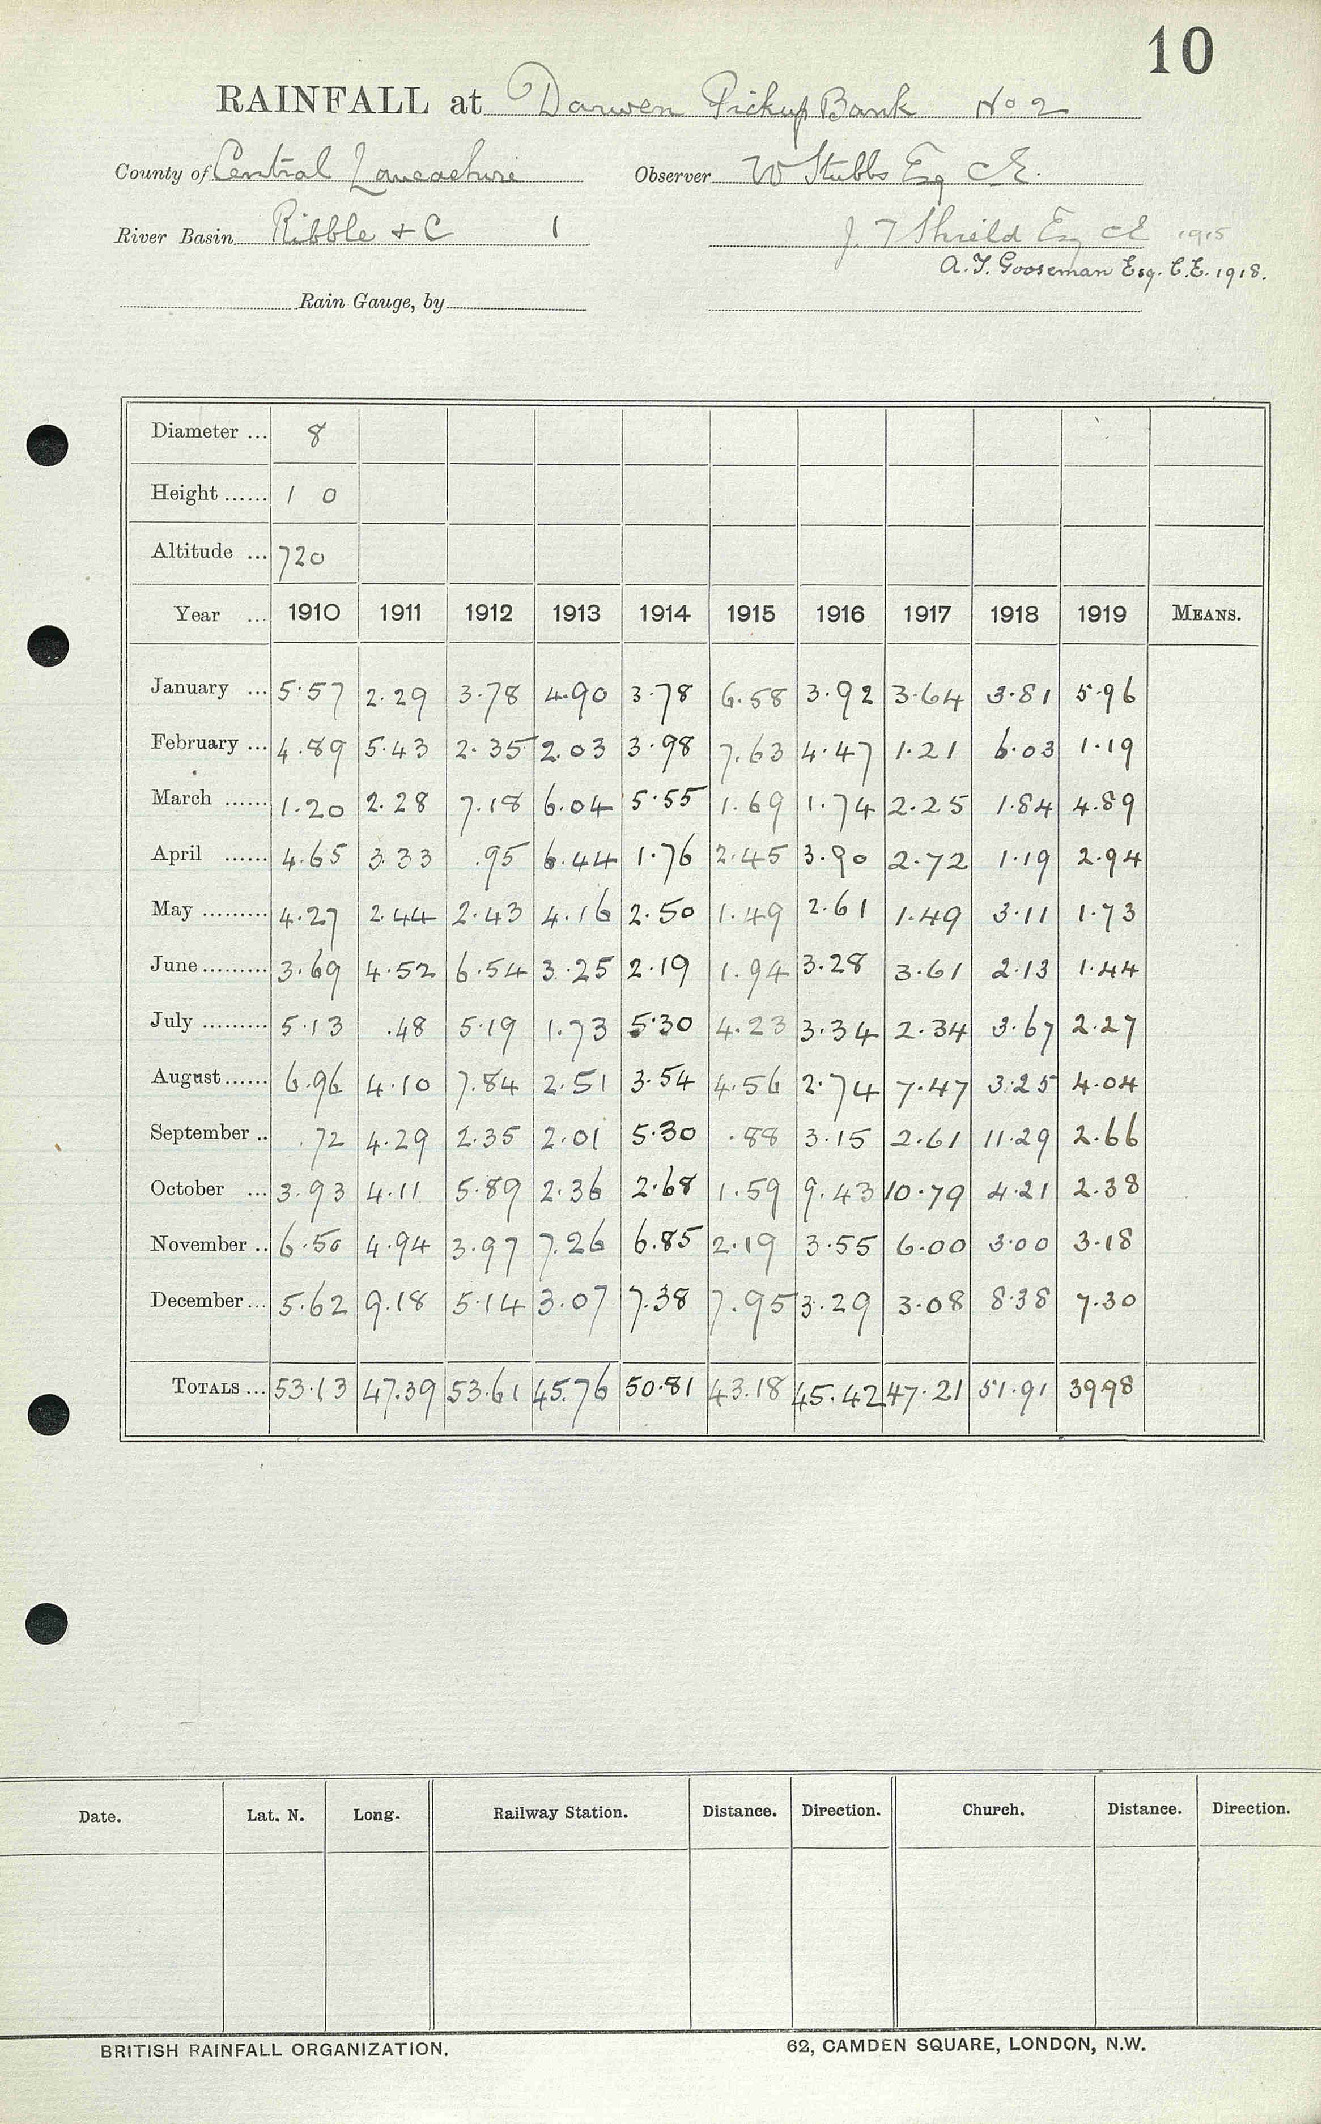 10
RAINFALL at Darwen Pickup Bank No 2
County of Central Lancashire Observer W Stubbs Esq CE.
River Basin Ribble + C 1 J. T Shield Esq CE 1915
A.T. Gooseman Esq. C.E. 1918.
Rain Gauge, by
Diameter ... 8
Height ...... 1 0
Altitude ... 720
Year ... 1910 1911 1912 1913 1914 1915 1916 1917 1918 1919 MEANS.
January ... 5.57 2.29 3.78 4.90 3.78 6.58 3.92 3.64 3.81 5.96
February ... 4.89 5.43 2.35 2.03 3.98 7.63 4.47 1.21 6.03 1.19
March ...... 1.20 2.28 7.18 6.04 5.55 1.69 1.74 2.25 1.84 4.89
April ...... 4.65 3.33 .95 6.44 1.76 2.45 3.90 2.72 1.19 2.94
May ......... 4.27 2.44 2.43 4.16 2.50 1.49 2.61 1.49 3.11 1.73
June ......... 3.69 4.52 6.54 3.25 2.19 1.94 3.28 3.61 2.13 1.44
July ......... 5.13 .48 5.19 1.73 5.30 4.23 3.34 2.34 3.67 2.27
August ...... 6.96 4.10 7.84 2.51 3.54 4.56 2.74 7.47 3.25 4.04
September .. .72 4.29 2.35 2.01 5.30 .88 3.15 2.61 11.29 2.66
October ... 3.93 4.11 5.89 2.36 2.68 1.59 9.43 10.79 4.21 2.38
November .. 6.50 4.94 3.97 7.26 6.85 2.19 3.55 6.00 3.00 3.18
December ... 5.62 9.18 5.14 3.07 7.38 7.95 3.29 3.08 8.38 7.30
TOTALS ... 53.13 47.39 53.61 45.76 50.81 43.18 45.42 47.21 51.91 39.98
Date. Lat. N. Long. Railway Station. Distance. Direction. Church. Distance. Direction.
BRITISH RAINFALL ORGANIZATION. 62, CAMDEN SQUARE, LONDON, N.W.